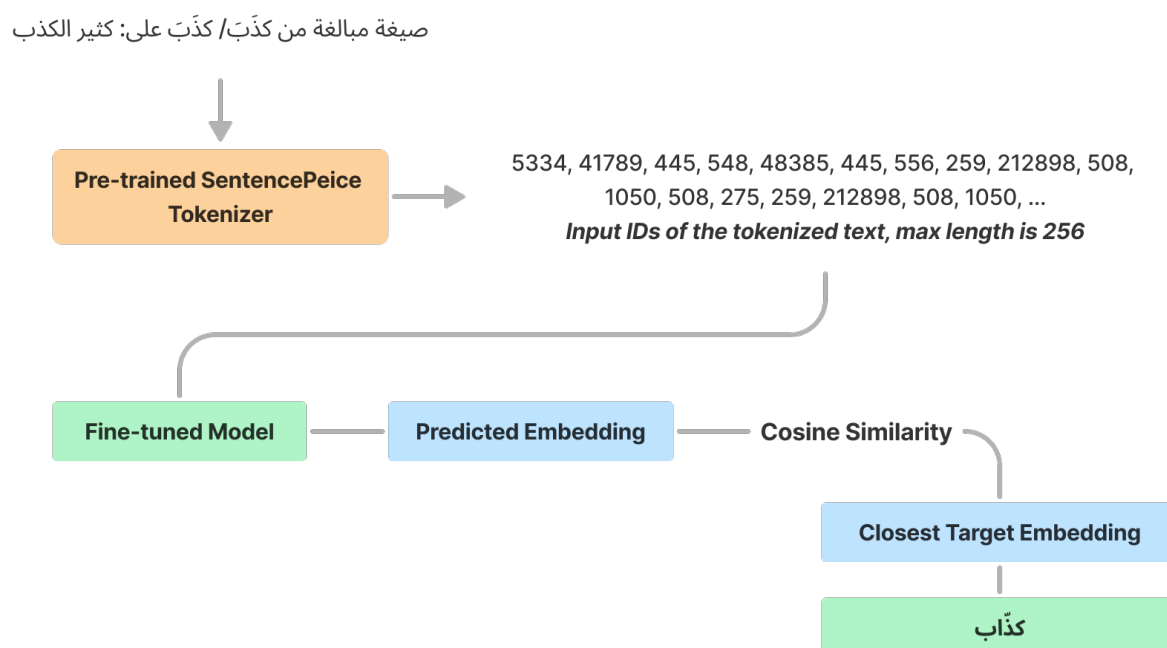 صيغة مبالغة من كذَبَ/ كذَبَ على: كثير الكذب
Pre-trained SentencePeice
Tokenizer
5334, 41789, 445, 548, 48385, 445, 556, 259, 212898, 508,
1050, 508, 275, 259, 212898, 508, 1050, ...
Input IDs of the tokenized text, max length is 256
Fine-tuned Model
Predicted Embedding
Cosine Similarity
Closest Target Embedding
كذّاب